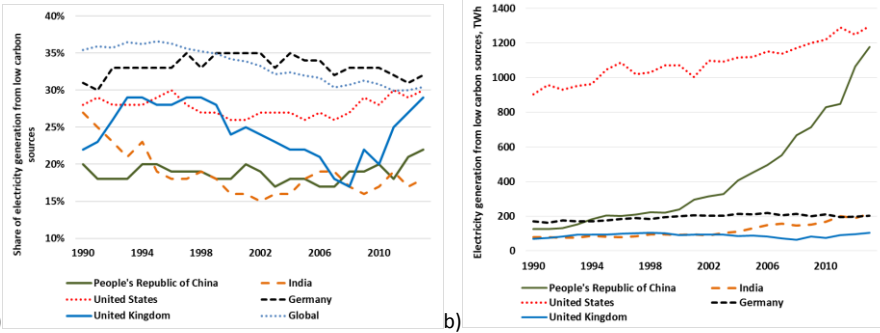 Share of electricity generation from low carbon
sources
40%
35%
30%
25%
20%
15%
10%
1990
1994
1998
2002
2006
2010
People's Republic of China
India
United States
Germany
United Kingdom
Global
b)
Electricity generation from low carbon sources, TWh
1400
1200
1000
800
600
400
200
0
1990
1994
1998
2002
2006
2010
People's Republic of China
India
United States
Germany
United Kingdom